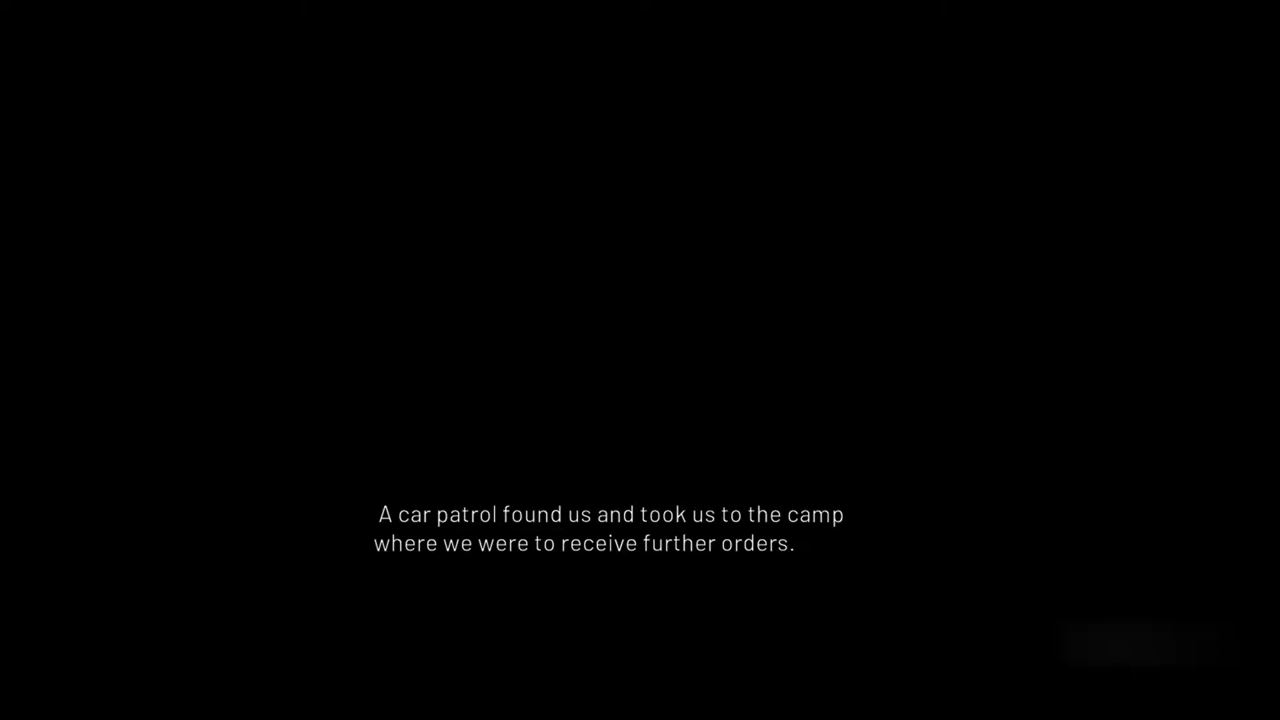 A car patrol found us and took us to the camp
where we were to receive further orders.